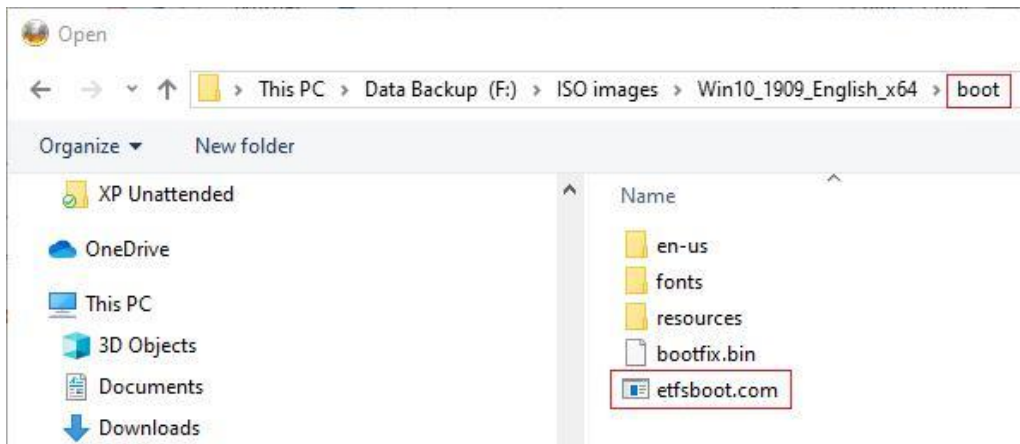 Open
This PC > Data Backup (F:) > ISO images > Win10_1909_English_x64 > boot
Organize New folder
XP Unattended
OneDrive
This PC
3D Objects
Documents
Downloads
Name
en-us
fonts
resources
bootfix.bin
etfsboot.com